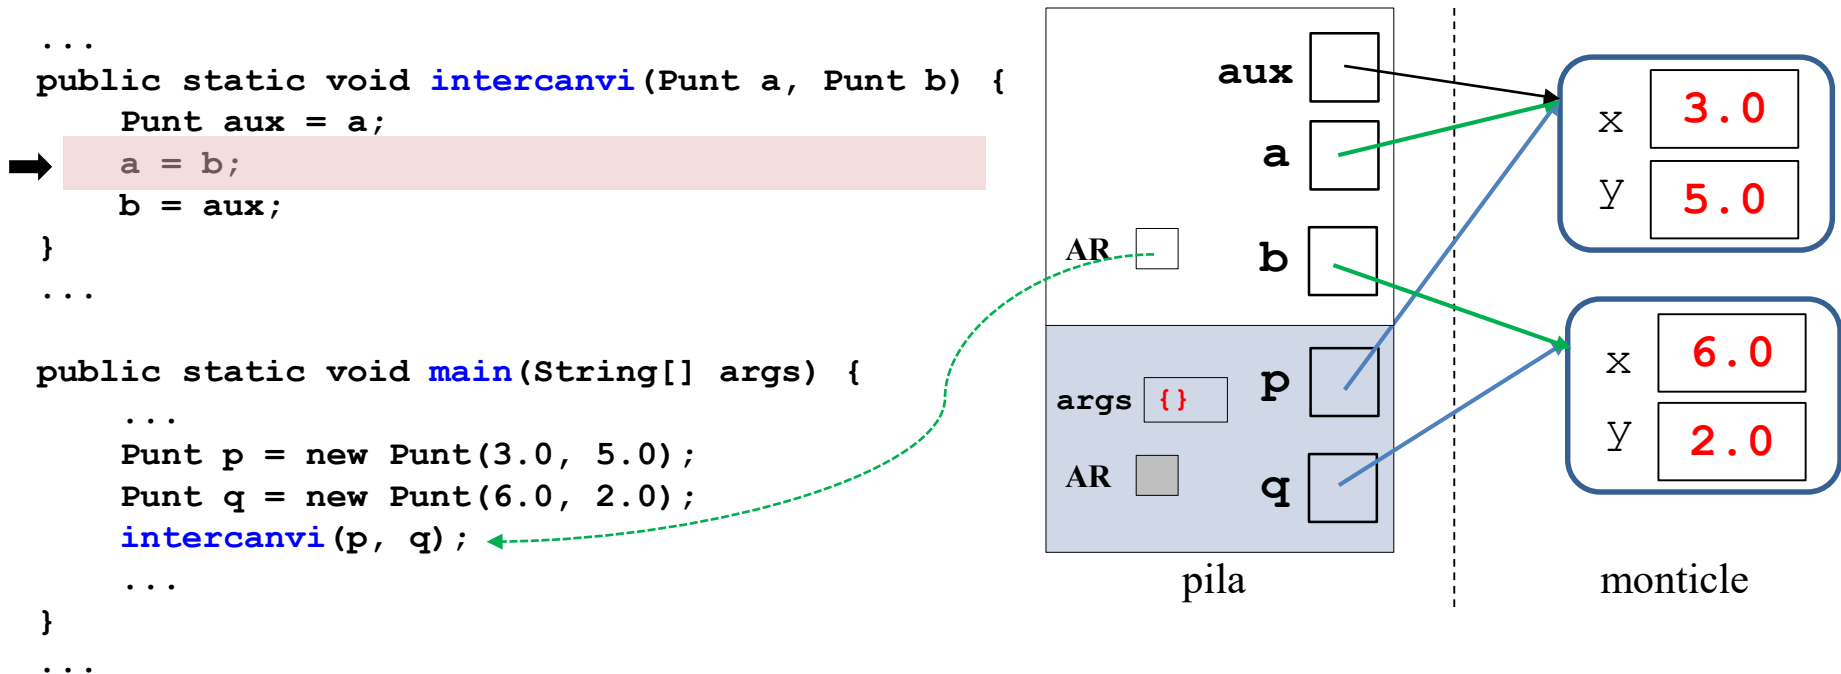 ...
public static void intercanvi(Punt a, Punt b) {
Punt aux = a;
a = b;
b = aux;
}
...
public static void main(String[] args) {
...
Punt p = new Punt(3.0, 5.0);
Punt q = new Punt(6.0, 2.0);
intercanvi(p, q);
...
}
...
aux
a
AR
b
args {}
p
AR
q
pila
x 3.0
y 5.0
x 6.0
y 2.0
monticle